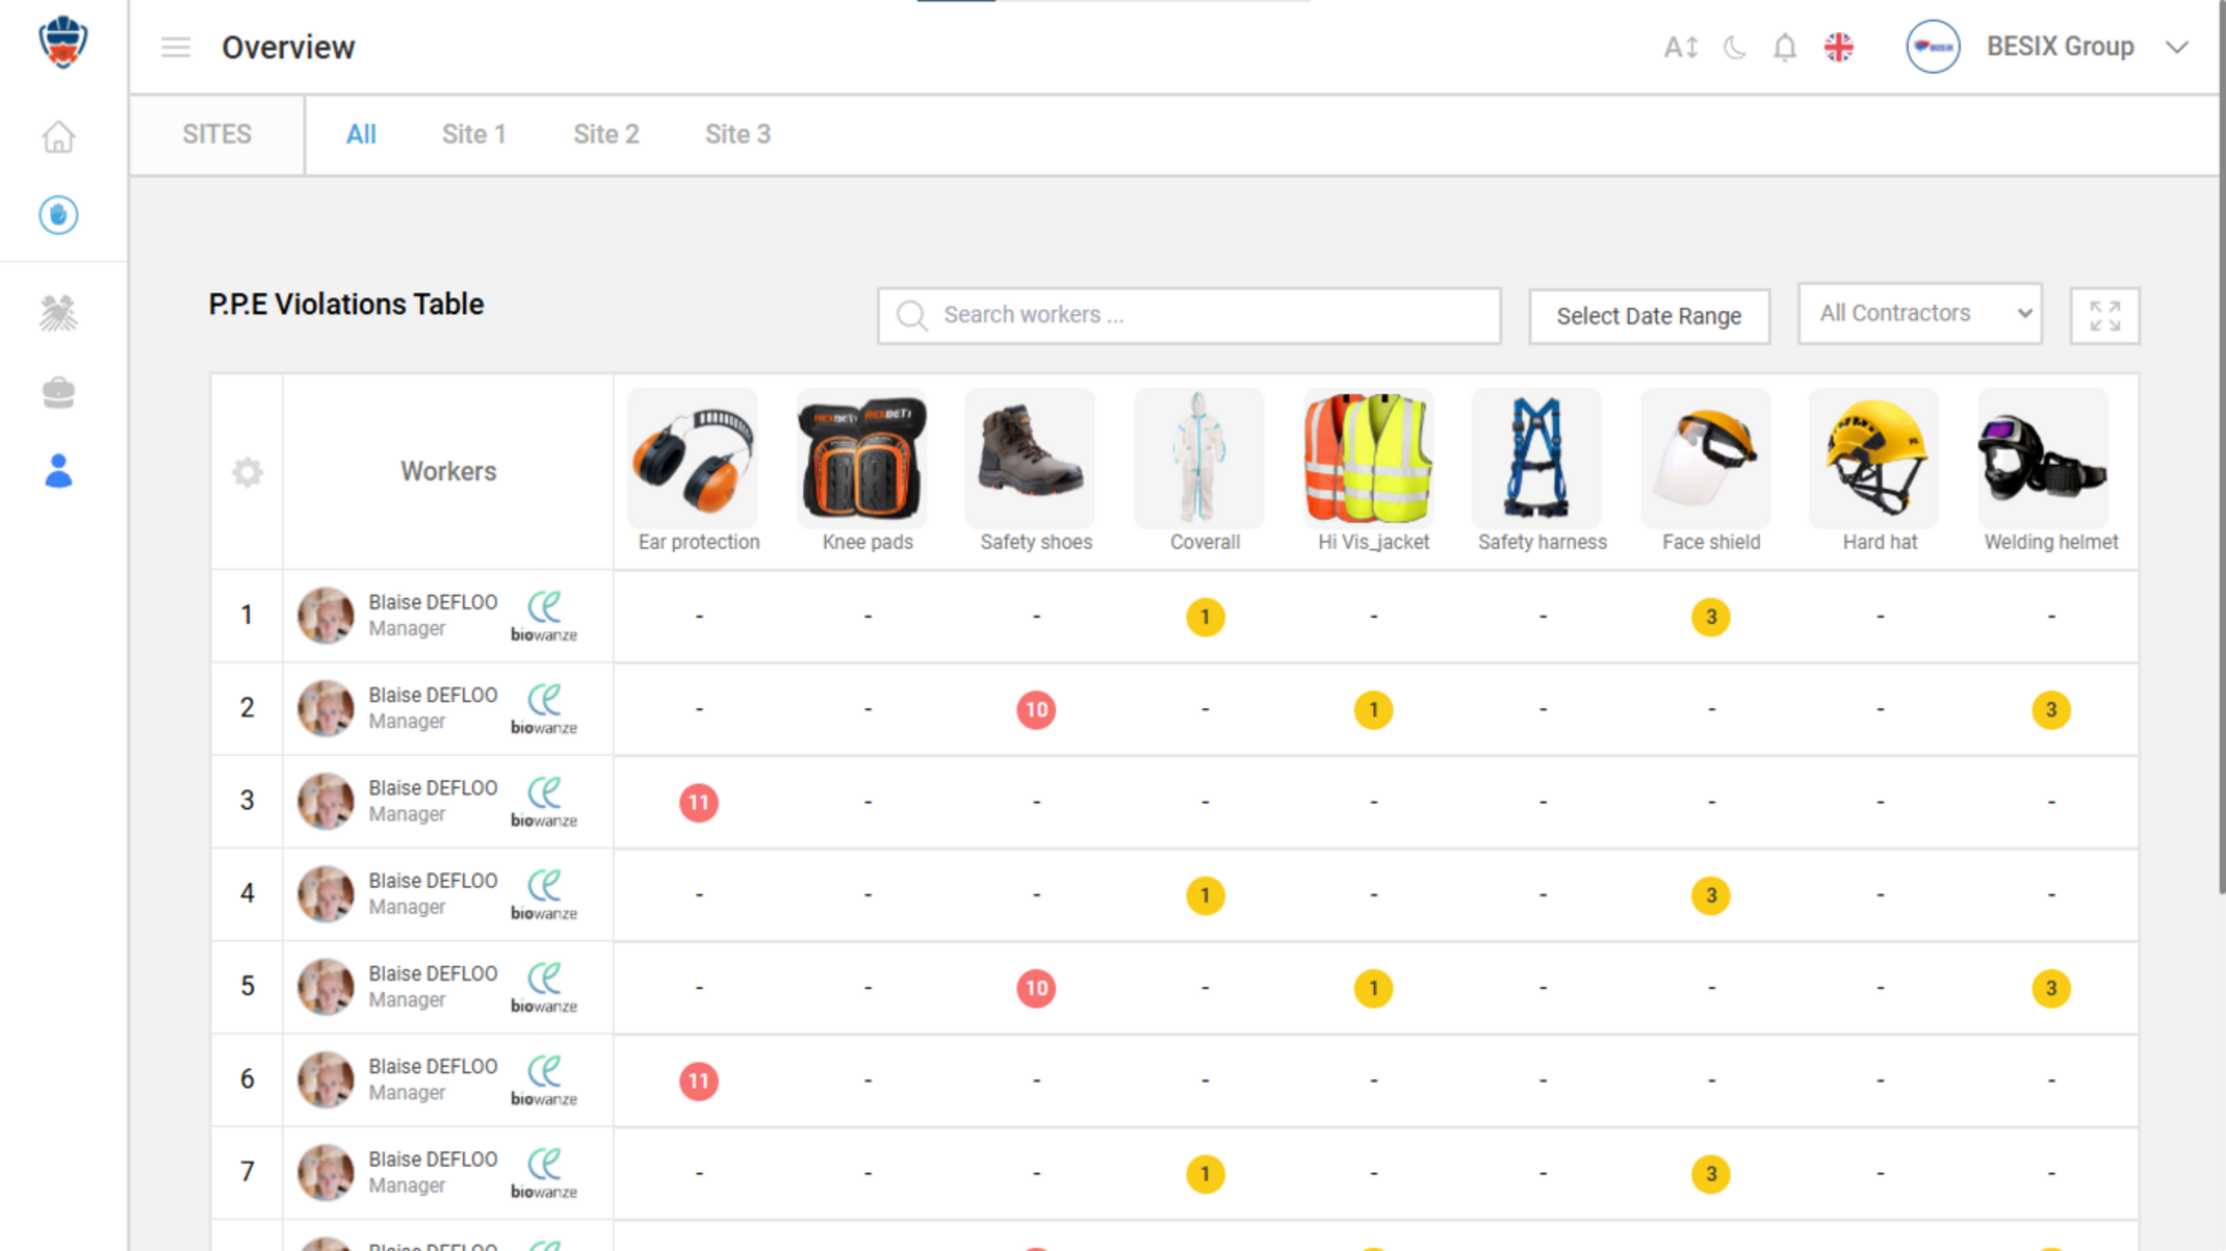 Overview
BESIX Group
SITES All Site 1 Site 2 Site 3
P.P.E Violations Table
Search workers ...
Select Date Range
All Contractors
Workers
Ear protection Knee pads Safety shoes Coverall Hi Vis_jacket Safety harness Face shield Hard hat Welding helmet
1 Blaise DEFLOO Manager biowanze - - - 1 - - 3 - -
2 Blaise DEFLOO Manager biowanze - - 10 - 1 - - - 3
3 Blaise DEFLOO Manager biowanze 11 - - - - - - - -
4 Blaise DEFLOO Manager biowanze - - - 1 - - 3 - -
5 Blaise DEFLOO Manager biowanze - - 10 - 1 - - - 3
6 Blaise DEFLOO Manager biowanze 11 - - - - - - - -
7 Blaise DEFLOO Manager biowanze - - - 1 - - 3 - -